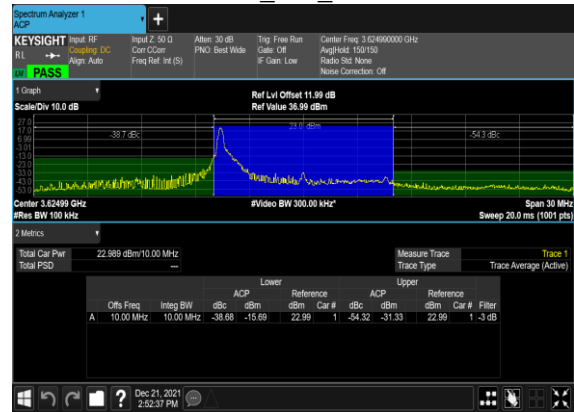 Spectrum Analyzer 1
ACP
+
KEYSIGHT Input: RF Input Z: 50 Ω Atten: 30 dB Trig: Free Run Center Freq: 3.624990000 GHz
RL Coupling: DC Corr CCorr PNO: Best Wide Gate: Off Avg|Hold: 150/150
Align: Auto Freq Ref: Int (S) IF Gain: Low Radio Std: None
PASS Noise Correction: Off
1 Graph Ref Lvl Offset 11.99 dB
Scale/Div 10.0 dB Ref Value 36.99 dBm
27.0 23.0 dBm
17.0 -38.7 dBc -54.3 dBc
6.99
-3.01
-13.0
-23.0
-33.0
-43.0
-53.0
Center 3.62499 GHz #Video BW 300.00 kHz* Span 30 MHz
#Res BW 100 kHz Sweep 20.0 ms (1001 pts)
2 Metrics
Total Car Pwr 22.989 dBm/10.00 MHz Measure Trace Trace 1
Total PSD --- Trace Type Trace Average (Active)
Lower Upper
ACP Reference ACP Reference
Offs Freq Integ BW dBc dBm dBm Car # dBc dBm dBm Car # Filter
A 10.00 MHz 10.00 MHz -38.68 -15.69 22.99 1 -54.32 -31.33 22.99 1 -3 dB
? Dec 21, 2021
2:52:37 PM